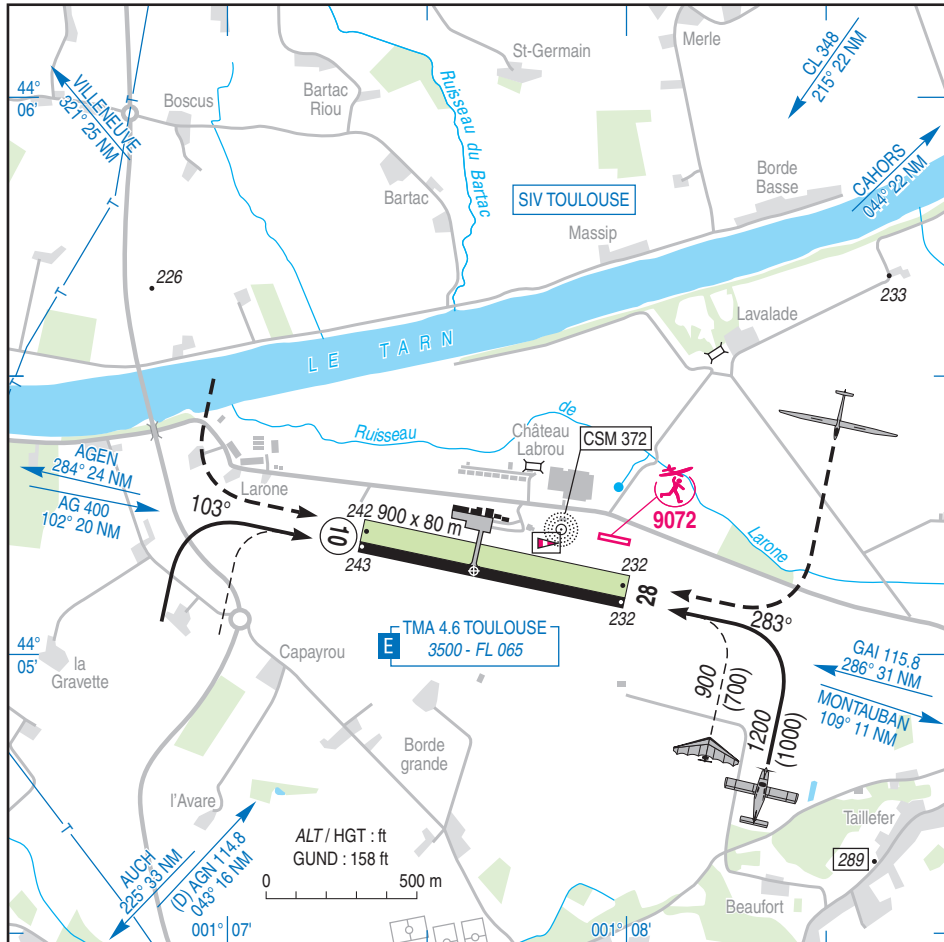 44°
06'
VILLENEUVE
321° 25 NM
Boscus
Bartac
Riou
St-Germain
Merle
CL 348
215° 22 NM
Ruisseau du Bartac
Bartac
SIV TOULOUSE
Borde
Basse
CAHORS
044° 22 NM
Massip
226
233
Lavalade
LE TARN
Ruisseau
de
Larone
Château
Labrou
CSM 372
AGEN
284° 24 NM
AG 400
102° 20 NM
Larone
9072
103°
242
900 x 80 m
10
243
232
28
232
283°
44°
05'
la
Gravette
Capayrou
E
TMA 4.6 TOULOUSE
3500 - FL 065
GAI 115.8
286° 31 NM
MONTAUBAN
109° 11 NM
900
(700)
1200
(1000)
Borde
grande
l'Avare
Taillefer
289
ALT / HGT : ft
GUND : 158 ft
0 500 m
AUCH
225° 33 NM
(D) AGN 114.8
043° 16 NM
Beaufort
001° 07'
001° 08'
T
T
T
T
T